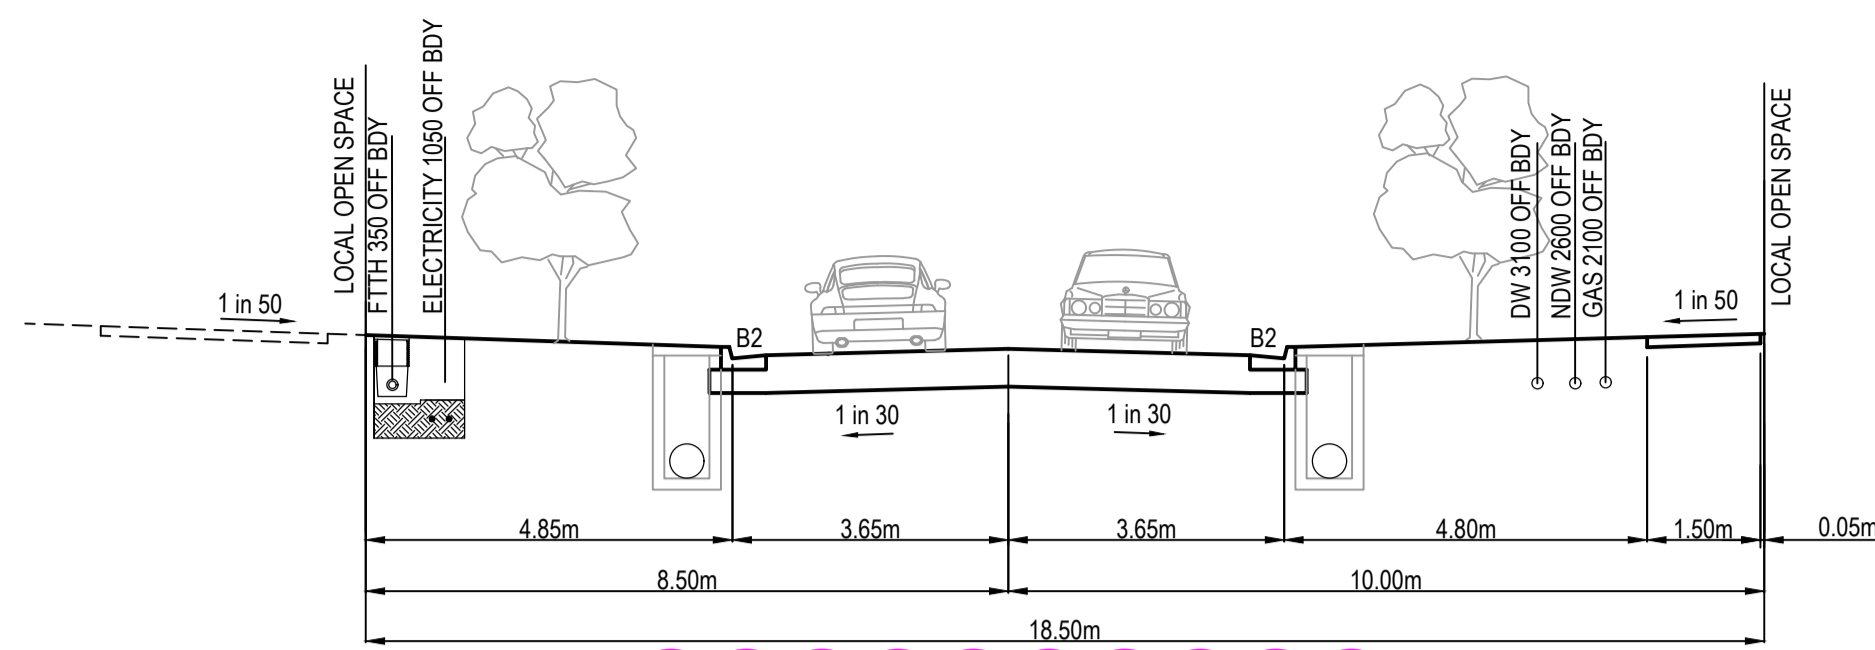 LOCAL OPEN SPACE
FTTH 350 OFF BDY
ELECTRICITY 1050 OFF BDY
DW 3100 OFF BDY
NDW 2600 OFF BDY
GAS 2100 OFF BDY
LOCAL OPEN SPACE
1 in 50
1 in 50
B2
B2
1 in 30
1 in 30
4.85m
3.65m
3.65m
4.80m
1.50m
0.05m
8.50m
10.00m
18.50m